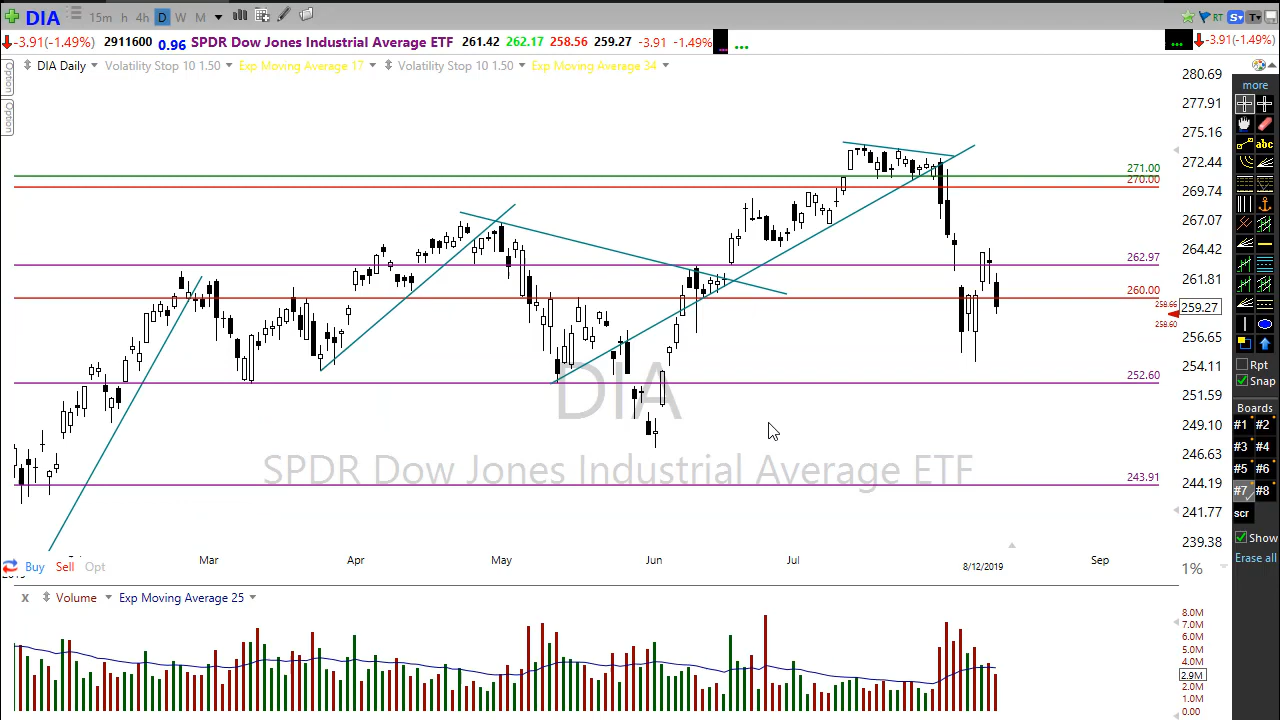 DIA 15m h 4h D W M RT S T
-3.91(-1.49%) 2911600 0.96 SPDR Dow Jones Industrial Average ETF 261.42 262.17 258.56 259.27 -3.91 -1.49% ... ... ... -3.91(-1.49%)
DIA Daily Volatility Stop 10 1.50 Exp Moving Average 17 Volatility Stop 10 1.50 Exp Moving Average 34
Option
Option
280.69
277.91
275.16
272.44
269.74
267.07
264.42
261.81
259.27
256.65
254.11
251.59
249.10
246.63
244.19
241.77
239.38
271.00
270.00
262.97
260.00
258.66
258.60
252.60
243.91
DIA
SPDR Dow Jones Industrial Average ETF
Mar Apr May Jun Jul 8/12/2019 Sep
Buy Sell Opt
1%
x Volume Exp Moving Average 25
8.0M
7.0M
6.0M
5.0M
4.0M
2.9M
2.0M
1.0M
0.00
more
abc
Rpt
Snap
Boards
#1 #2
#3 #4
#5 #6
#7 #8
scr
Show
Erase all